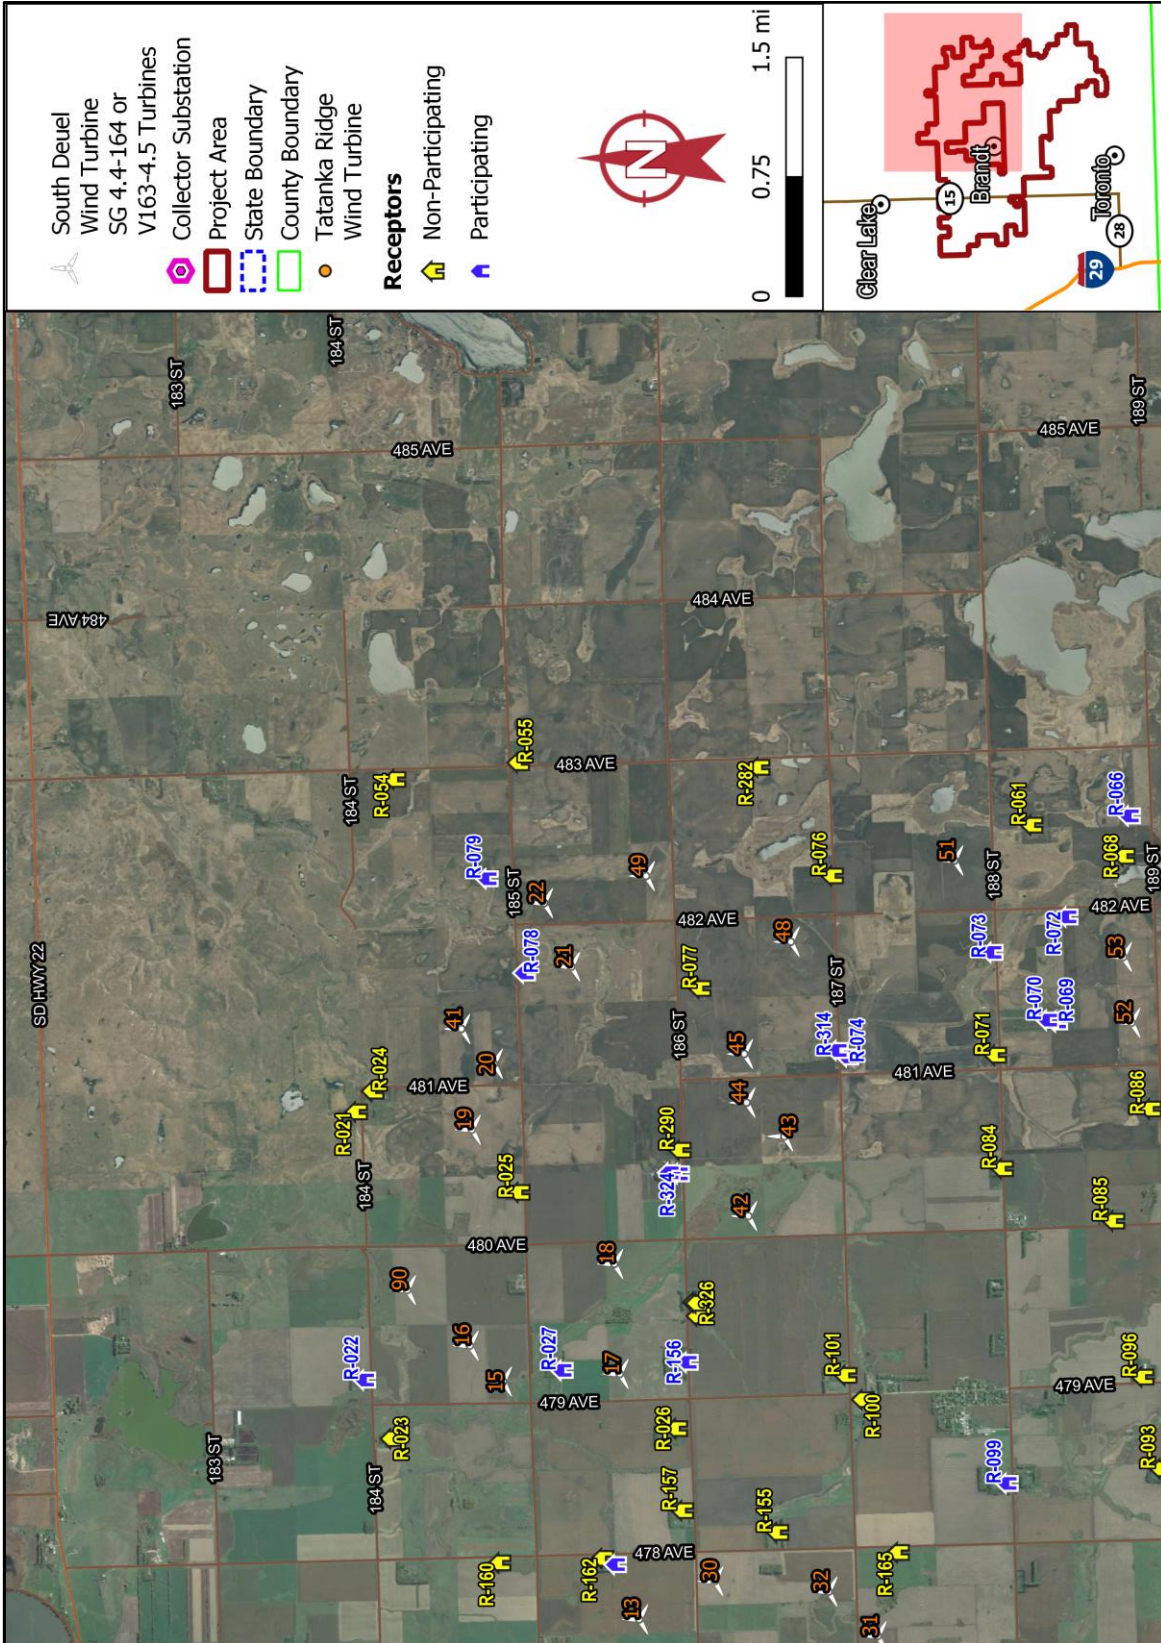 South Deuel
Wind Turbine
SG 4.4-164 or
V163-4.5 Turbines
Collector Substation
Project Area
State Boundary
County Boundary
Tatanka Ridge
Wind Turbine
Receptors
Non-Participating
Participating
N
0
0.75
1.5 mi
Clear Lake
15
Brandt
Toronto
28
29
SD HWY 22
183 ST
183 ST
184 ST
184 ST
184 ST
184 ST
185 ST
186 ST
187 ST
188 ST
189 ST
189 ST
478 AVE
479 AVE
479 AVE
480 AVE
481 AVE
481 AVE
482 AVE
482 AVE
483 AVE
484 AVE
484 AVE
485 AVE
485 AVE
R-021
R-024
R-054
R-022
R-023
R-079
R-055
R-078
R-025
R-027
R-160
R-162
R-157
R-026
R-156
R-326
R-324
R-290
R-077
R-282
R-155
R-101
R-100
R-314
R-074
R-076
R-165
R-099
R-084
R-071
R-073
R-061
R-070
R-069
R-072
R-066
R-068
R-085
R-086
R-096
R-093
90
41
16
15
19
20
22
21
18
17
49
13
30
42
44
45
43
48
32
31
51
52
53